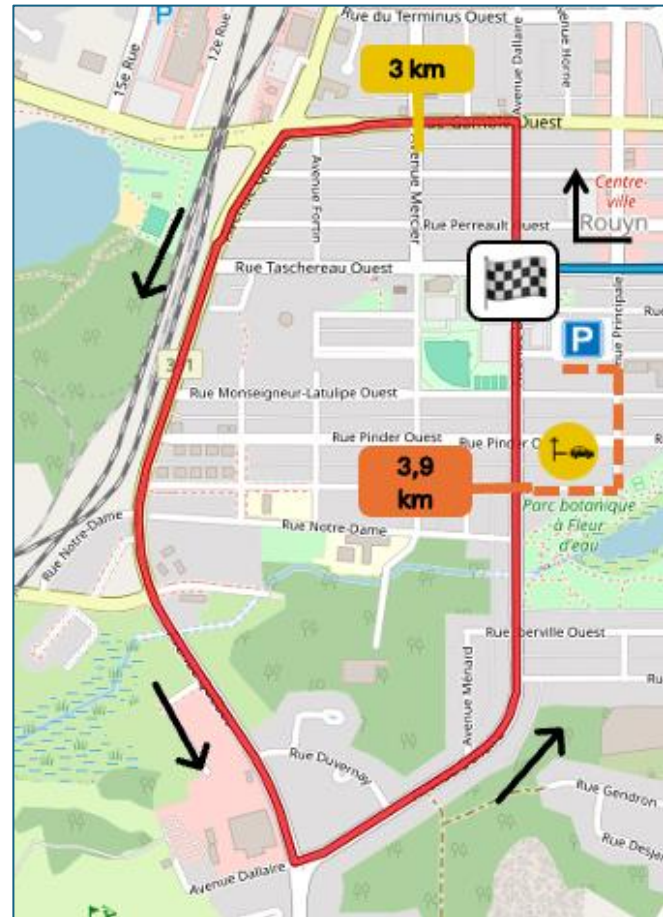 Rue du Terminus Ouest
P
15e Rue
12e Rue
3 km
Avenue Dallaire
Avenue Horne
Ouest
Avenue Fortin
Avenue Mercier
Centre-
ville
Rouyn
Rue Perreault Ouest
Rue Taschereau Ouest
P
Rue Monseigneur-Latulipe Ouest
Rue Pinder Ouest
Rue Pinder
3,9
km
Parc botanique
à Fleur
d'eau
Rue Notre-Dame
Rue Notre-Dame
Ouest
Avenue Ménard
Rue Duvernay
Rue Gendron
Avenue Dallaire